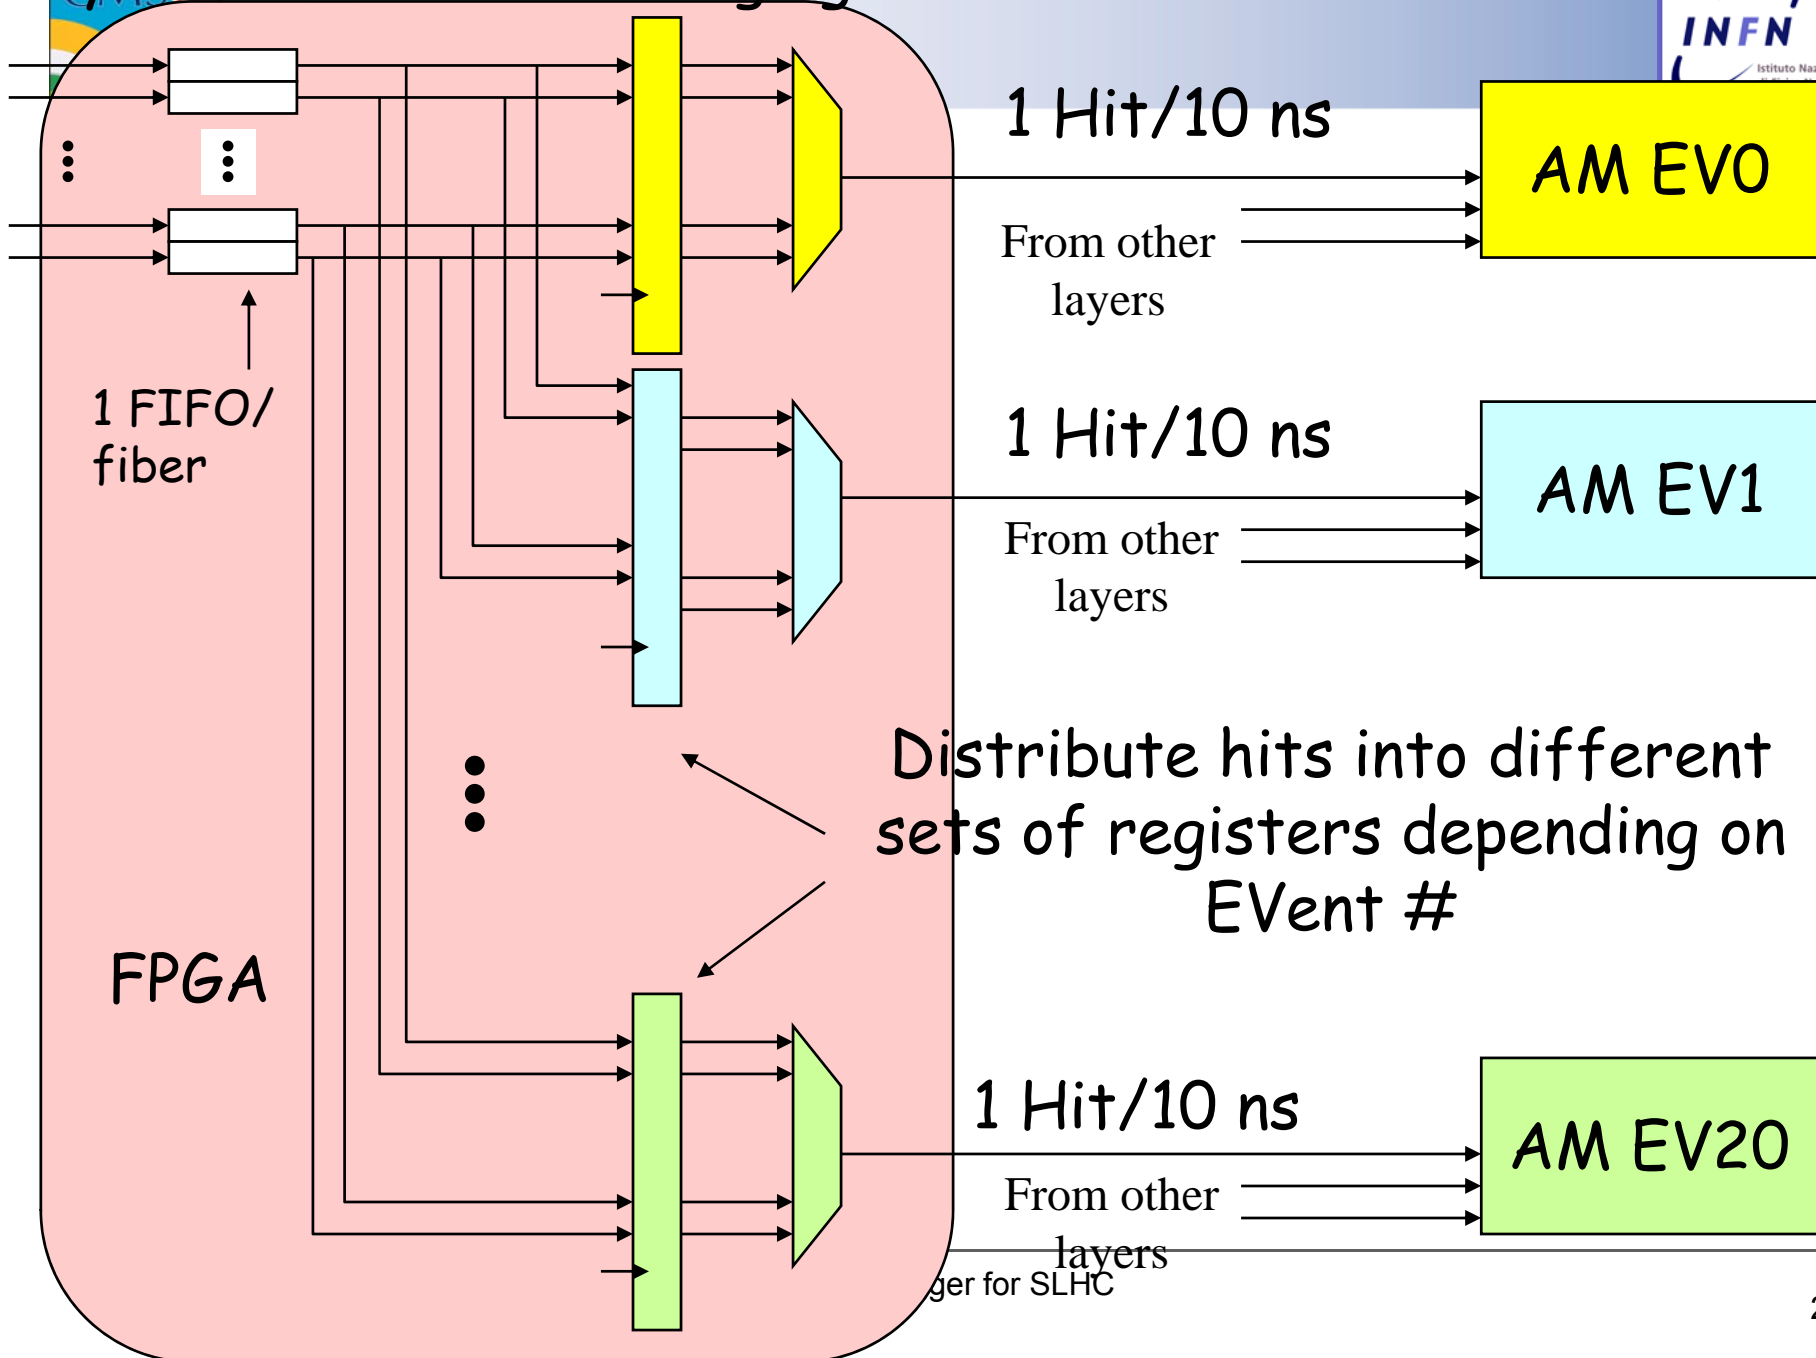 INFN
Istituto Naz
1 Hit/10 ns
AM EV0
From other
layers
1 FIFO/
fiber
1 Hit/10 ns
AM EV1
From other
layers
Distribute hits into different
sets of registers depending on
EVent #
FPGA
1 Hit/10 ns
AM EV20
From other
layers
ger for SLHC